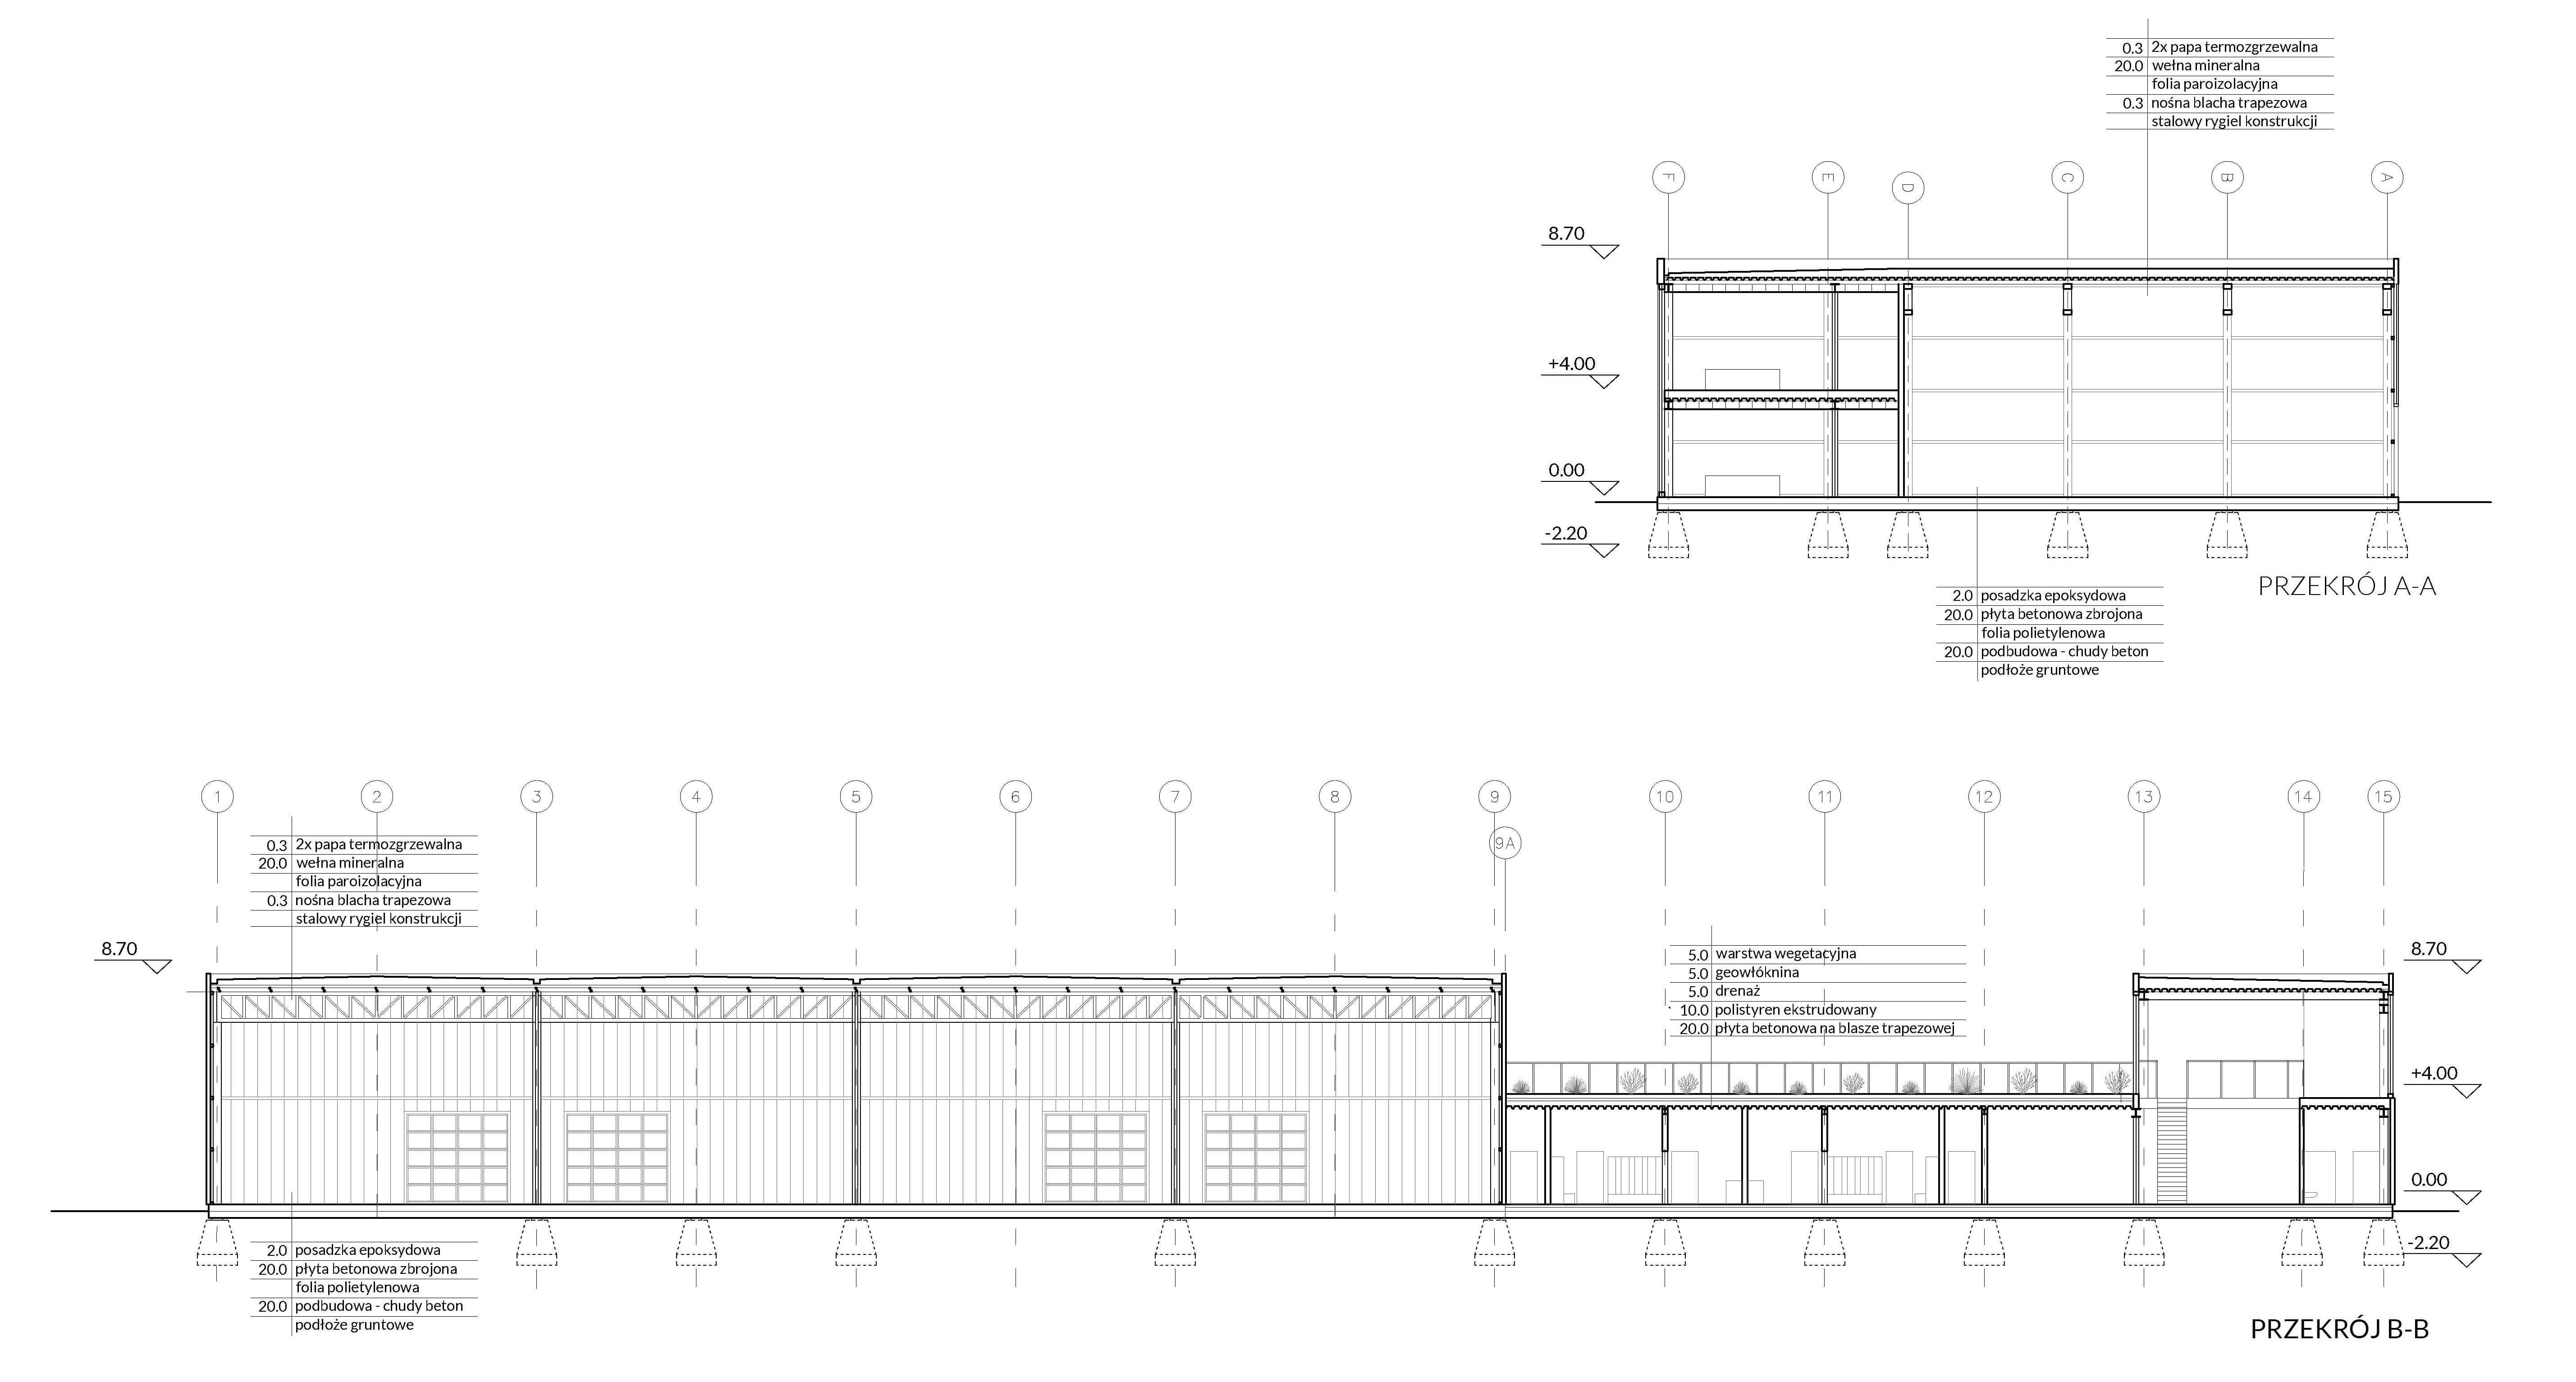 0.3 2x papa termozgrzewalna
20.0 wełna mineralna
folia paroizolacyjna
0.3 nośna blacha trapezowa
stalowy rygiel konstrukcji
F E D C B A
8.70
+4.00
0.00
-2.20
PRZEKRÓJ A-A
2.0 posadzka epoksydowa
20.0 płyta betonowa zbrojona
folia polietylenowa
20.0 podbudowa - chudy beton
podłoże gruntowe
1 2 3 4 5 6 7 8 9 10 11 12 13 14 15
9A
0.3 2x papa termozgrzewalna
20.0 wełna mineralna
folia paroizolacyjna
0.3 nośna blacha trapezowa
stalowy rygiel konstrukcji
8.70
5.0 warstwa wegetacyjna
5.0 geowłóknina
5.0 drenaż
10.0 polistyren ekstrudowany
20.0 płyta betonowa na blasze trapezowej
8.70
+4.00
0.00
-2.20
2.0 posadzka epoksydowa
20.0 płyta betonowa zbrojona
folia polietylenowa
20.0 podbudowa - chudy beton
podłoże gruntowe
PRZEKRÓJ B-B